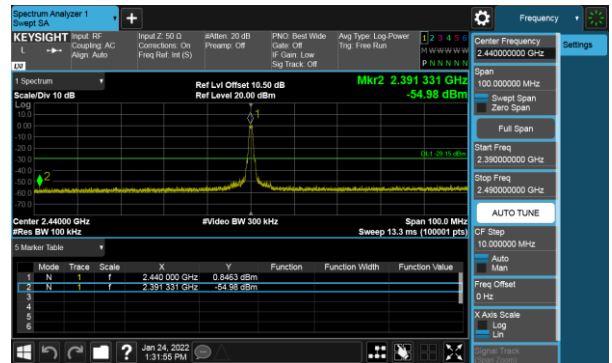 Spectrum Analyzer 1
Swept SA
+
Frequency
KEYSIGHT
L
Input: RF
Coupling: AC
Align: Auto
Input Z: 50 Ω
Corrections: On
Freq Ref: Int (S)
#Atten: 20 dB
Preamp: Off
PNO: Best Wide
Gate: Off
IF Gain: Low
Sig Track: Off
Avg Type: Log-Power
Trig: Free Run
1 2 3 4 5 6
M W W W W W
P N N N N N
LXI
1 Spectrum
Scale/Div 10 dB
Ref Lvl Offset 10.50 dB
Ref Level 20.00 dBm
Mkr2 2.391 331 GHz
-54.98 dBm
Log
10.0
0.00
-10.0
-20.0
-30.0
-40.0
-50.0
-60.0
-70.0
1
2
DL1 -29.15 dBm
Center 2.44000 GHz
#Res BW 100 kHz
#Video BW 300 kHz
Span 100.0 MHz
Sweep 13.3 ms (100001 pts)
5 Marker Table
Mode Trace Scale X Y Function Function Width Function Value
1 N 1 f 2.440 000 GHz 0.8463 dBm
2 N 1 f 2.391 331 GHz -54.98 dBm
3
4
5
6
Jan 24, 2022
1:31:55 PM
?
Center Frequency
2.440000000 GHz
Settings
Span
100.000000 MHz
Swept Span
Zero Span
Full Span
Start Freq
2.390000000 GHz
Stop Freq
2.490000000 GHz
AUTO TUNE
CF Step
10.000000 MHz
Auto
Man
Freq Offset
0 Hz
X Axis Scale
Log
Lin
Signal Track
(Span Zoom)